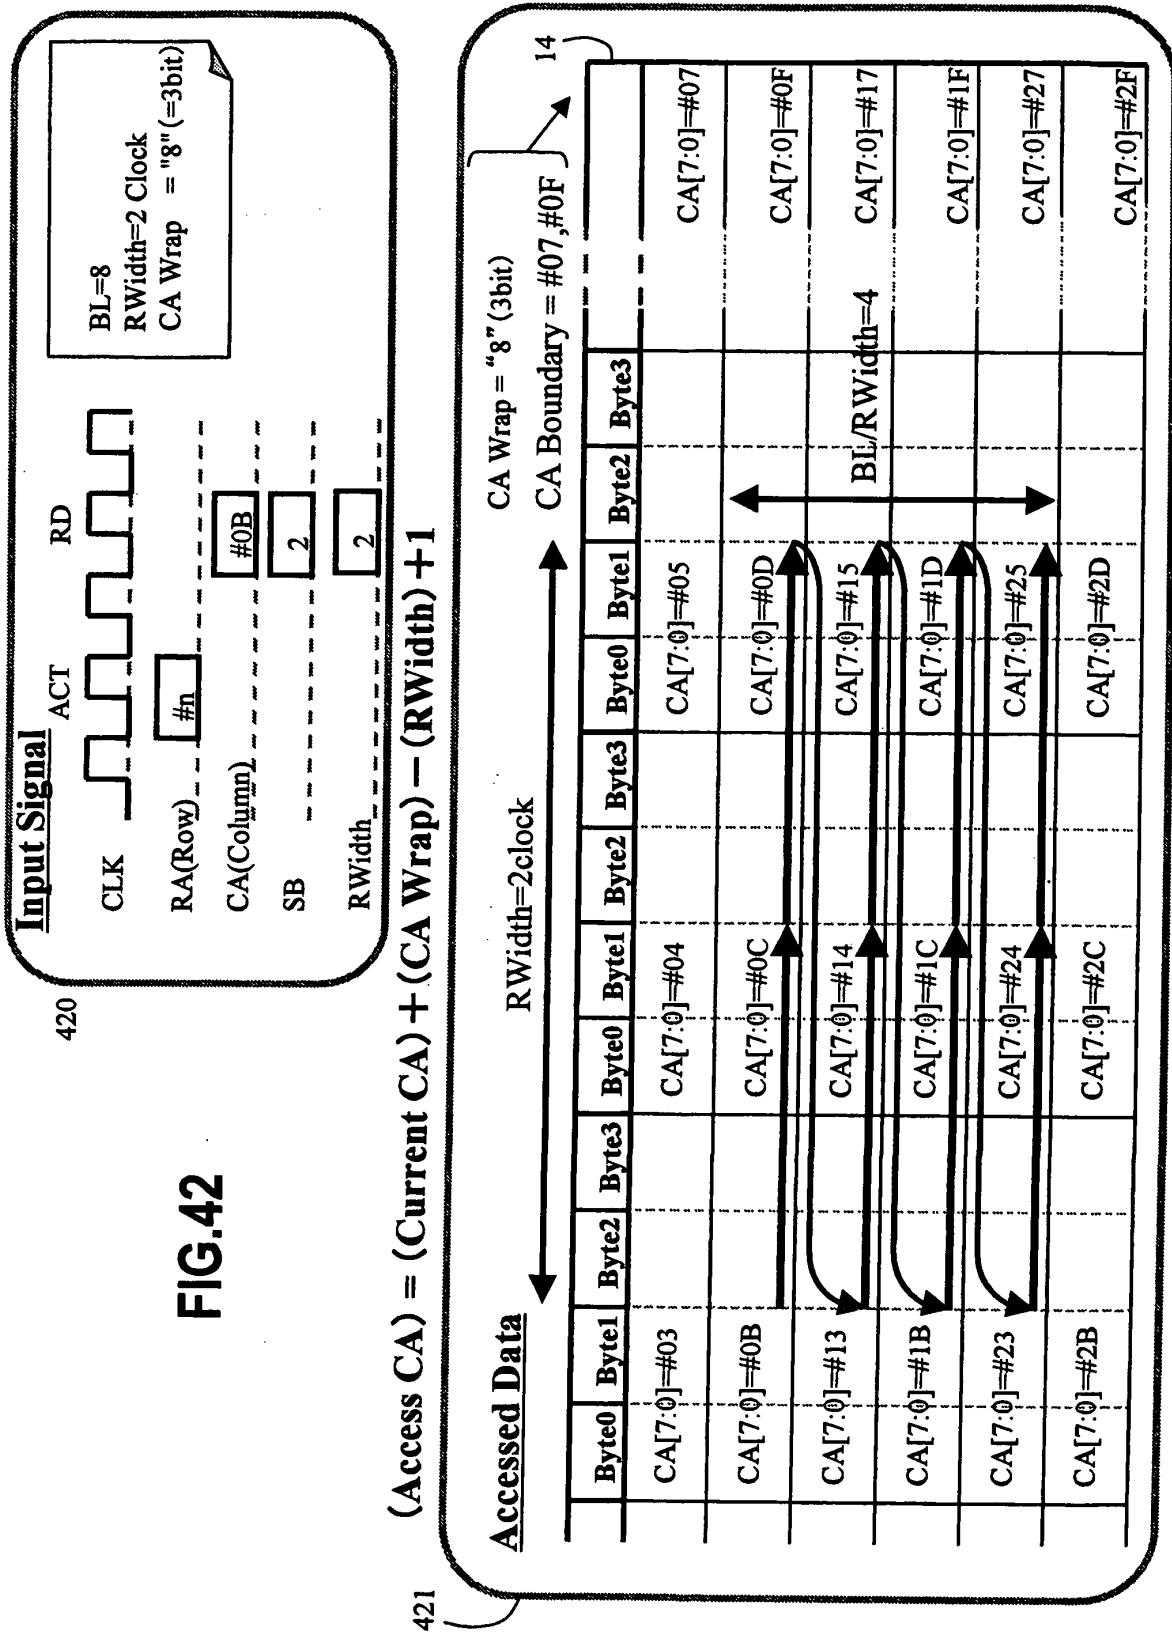 FIG.42
420
Input Signal
ACT
RD
CLK
RA(Row)
#n
CA(Column)
#0B
SB
2
RWidth
2
BL=8
RWidth=2 Clock
CA Wrap ="8"(=3bit)
(Access CA) = (Current CA)+(CA Wrap)-(RWidth)+1
421
Accessed Data
RWidth=2clock
CA Wrap = "8"(3bit)
CA Boundary = #07,#0F
14
Byte0 Byte1 Byte2 Byte3 Byte0 Byte1 Byte2 Byte3 Byte0 Byte1 Byte2 Byte3
CA[7:0]=#03 CA[7:0]=#04 CA[7:0]=#05 CA[7:0]=#07
CA[7:0]=#0B CA[7:0]=#0C CA[7:0]=#0D CA[7:0]=#0F
CA[7:0]=#13 CA[7:0]=#14 CA[7:0]=#15 CA[7:0]=#17
CA[7:0]=#1B CA[7:0]=#1C CA[7:0]=#1D CA[7:0]=#1F
CA[7:0]=#23 CA[7:0]=#24 CA[7:0]=#25 CA[7:0]=#27
CA[7:0]=#2B CA[7:0]=#2C CA[7:0]=#2D CA[7:0]=#2F
BL/RWidth=4